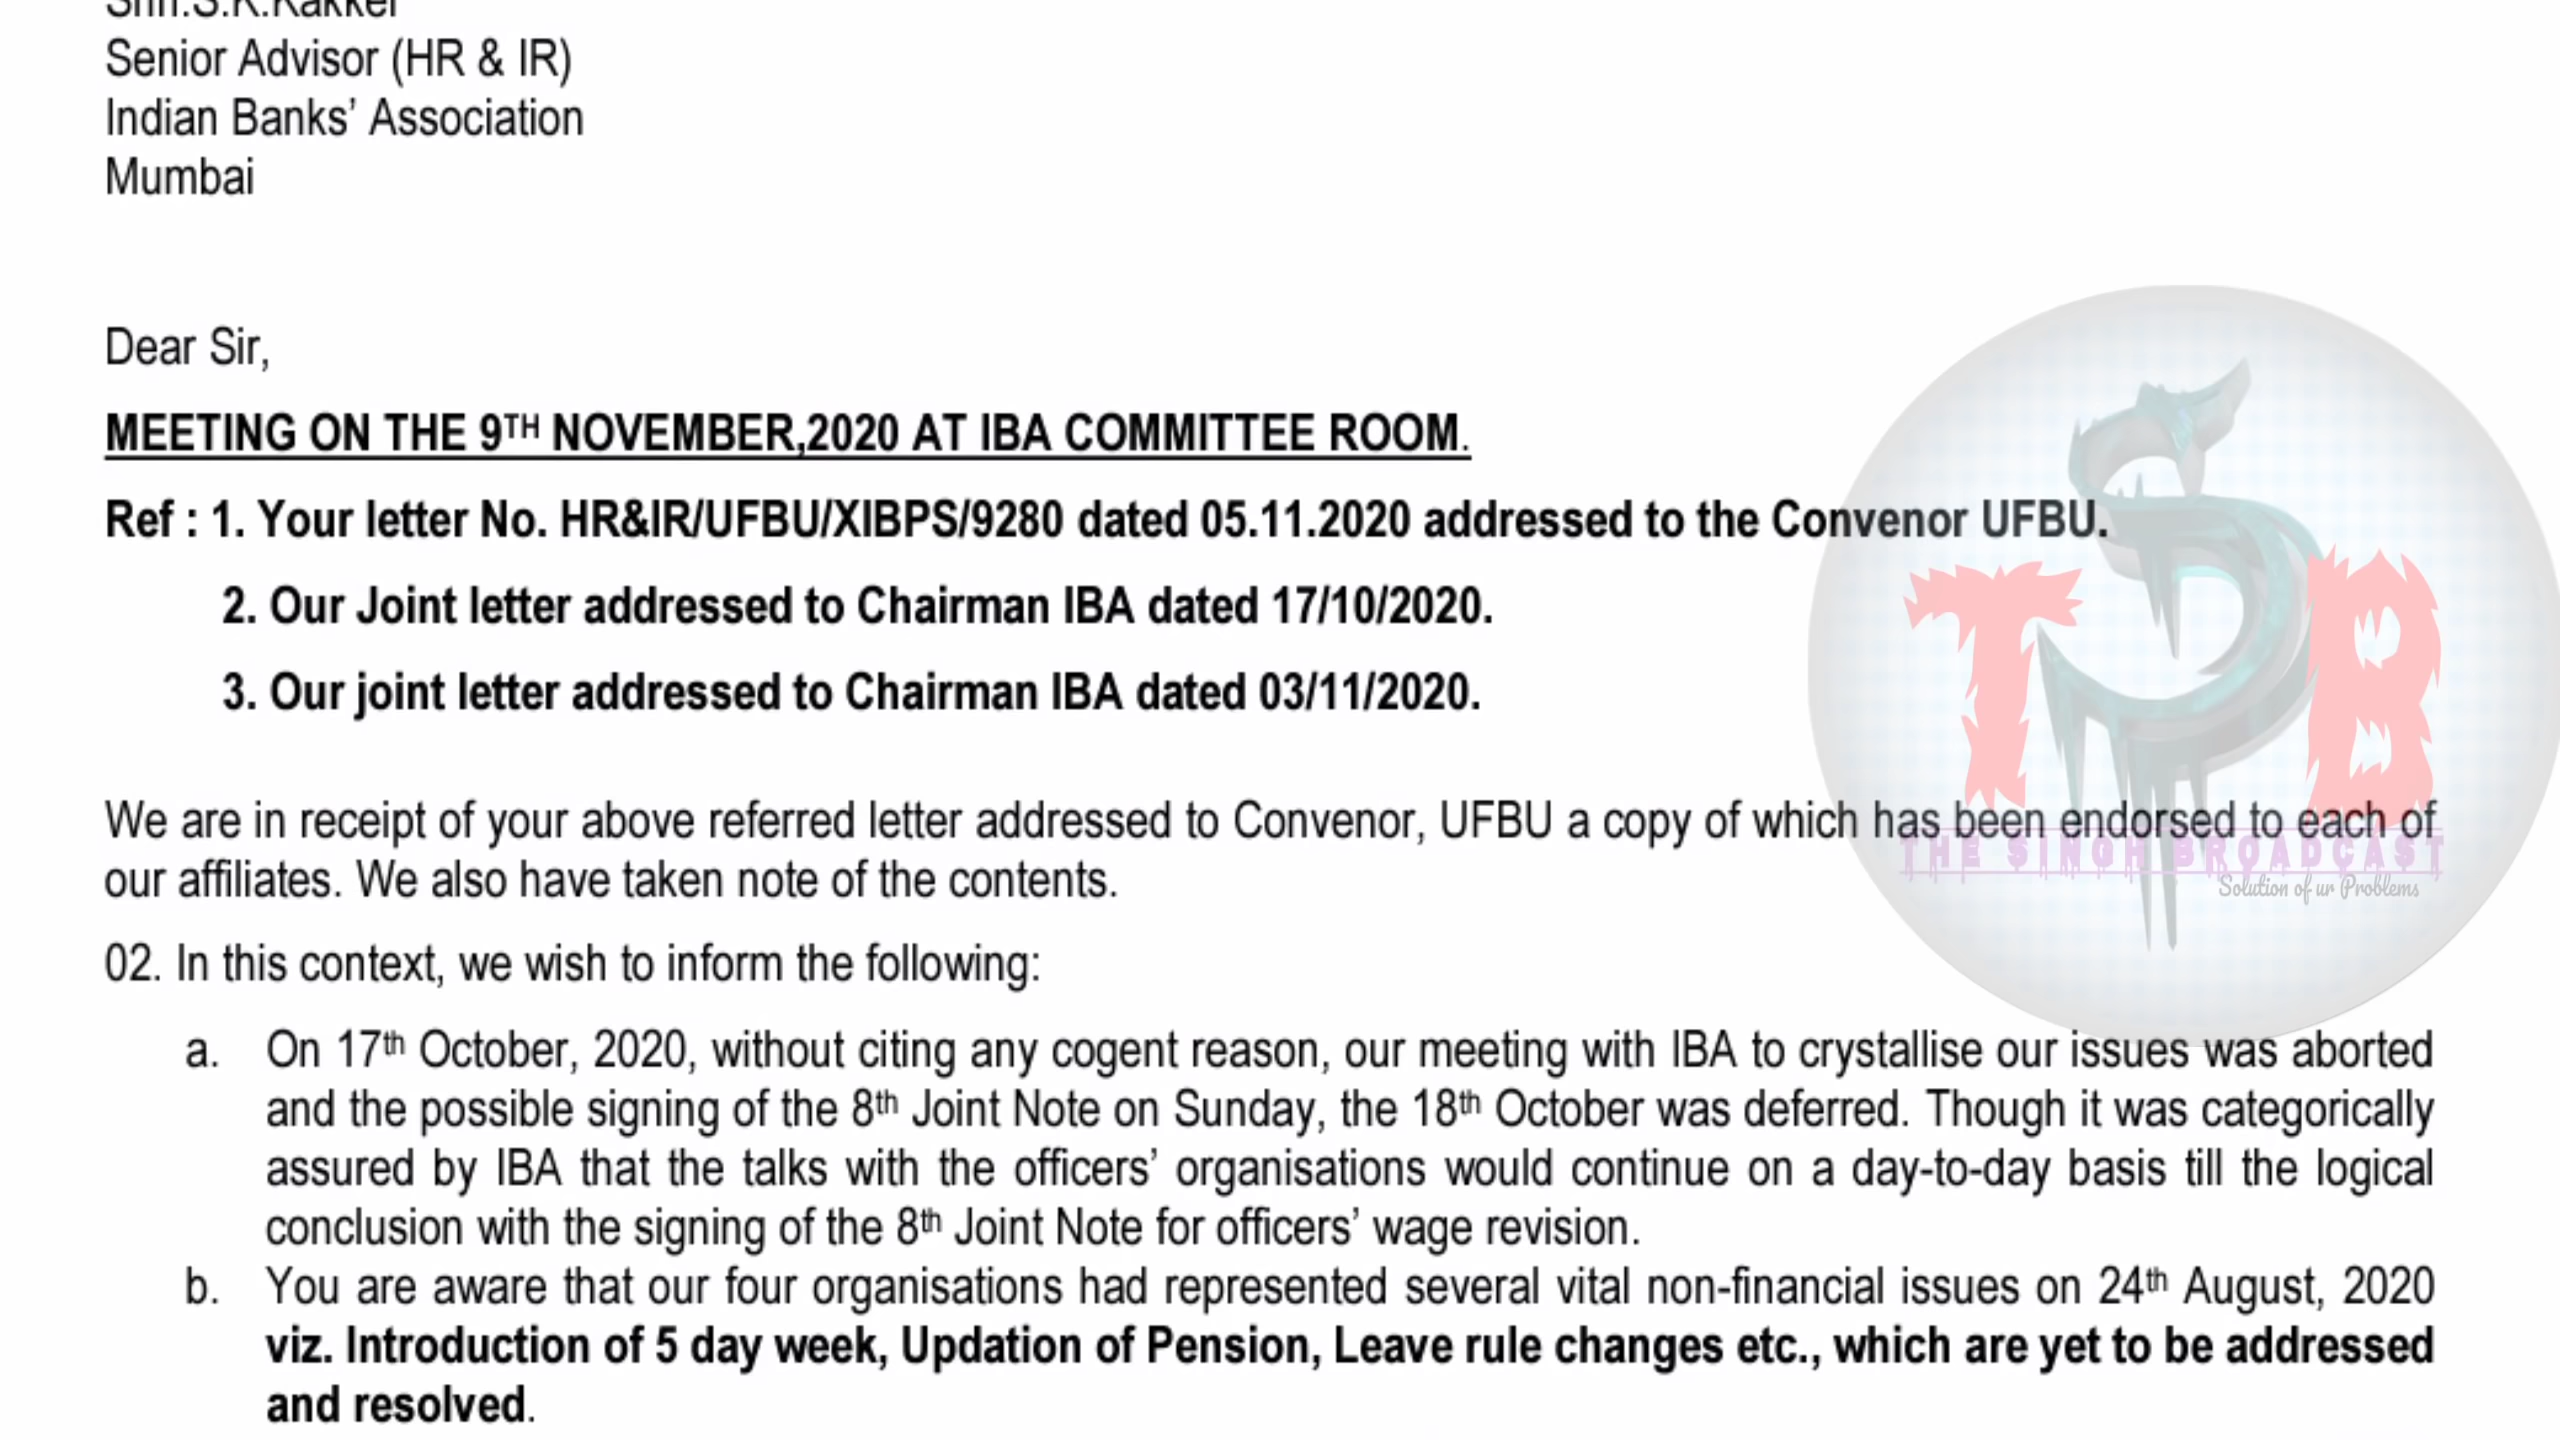 Shri.S.K.Kakkel
Senior Advisor (HR & IR)
Indian Banks’ Association
Mumbai
Dear Sir,
MEETING ON THE 9TH NOVEMBER,2020 AT IBA COMMITTEE ROOM.
Ref : 1. Your letter No. HR&IR/UFBU/XIBPS/9280 dated 05.11.2020 addressed to the Convenor UFBU.
2. Our Joint letter addressed to Chairman IBA dated 17/10/2020.
3. Our joint letter addressed to Chairman IBA dated 03/11/2020.
TSB
We are in receipt of your above referred letter addressed to Convenor, UFBU a copy of which has been endorsed to each of
our affiliates. We also have taken note of the contents.
THE SINGH BROADCAST
Solution of ur Problems
02. In this context, we wish to inform the following:
a. On 17th October, 2020, without citing any cogent reason, our meeting with IBA to crystallise our issues was aborted
and the possible signing of the 8th Joint Note on Sunday, the 18th October was deferred. Though it was categorically
assured by IBA that the talks with the officers’ organisations would continue on a day-to-day basis till the logical
conclusion with the signing of the 8th Joint Note for officers’ wage revision.
b. You are aware that our four organisations had represented several vital non-financial issues on 24th August, 2020
viz. Introduction of 5 day week, Updation of Pension, Leave rule changes etc., which are yet to be addressed
and resolved.